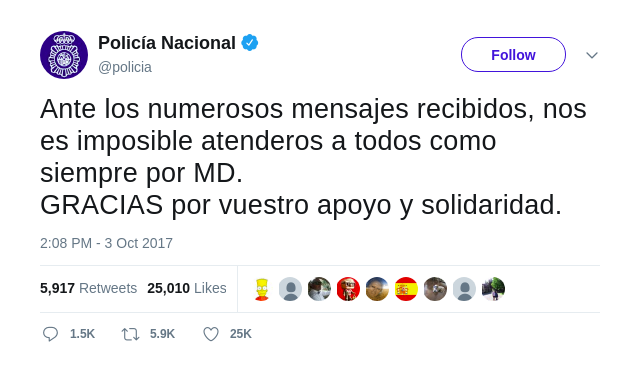 Policía Nacional
@policia
Follow
Ante los numerosos mensajes recibidos, nos
es imposible atenderos a todos como
siempre por MD.
GRACIAS por vuestro apoyo y solidaridad.
2:08 PM - 3 Oct 2017
5,917 Retweets 25,010 Likes
1.5K 5.9K 25K